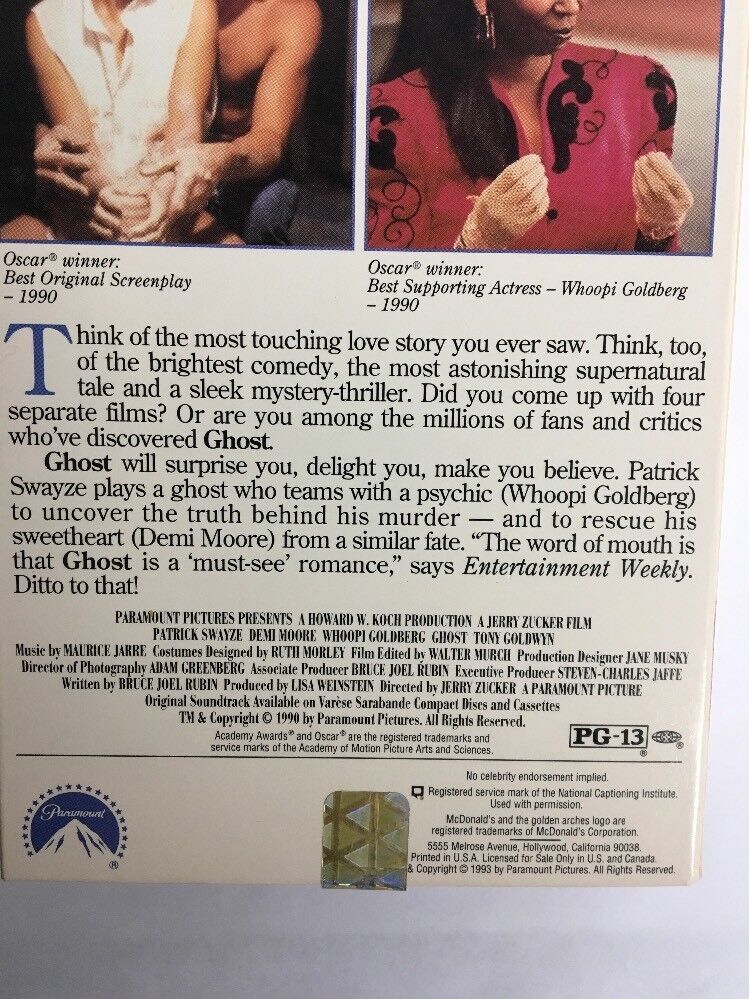 Oscar® winner:
Best Original Screenplay
– 1990
Oscar® winner:
Best Supporting Actress – Whoopi Goldberg
– 1990
Think of the most touching love story you ever saw. Think, too,
of the brightest comedy, the most astonishing supernatural
tale and a sleek mystery-thriller. Did you come up with four
separate films? Or are you among the millions of fans and critics
who've discovered Ghost.
Ghost will surprise you, delight you, make you believe. Patrick
Swayze plays a ghost who teams with a psychic (Whoopi Goldberg)
to uncover the truth behind his murder — and to rescue his
sweetheart (Demi Moore) from a similar fate. “The word of mouth is
that Ghost is a ‘must-see’ romance,” says Entertainment Weekly.
Ditto to that!
PARAMOUNT PICTURES PRESENTS A HOWARD W. KOCH PRODUCTION A JERRY ZUCKER FILM
PATRICK SWAYZE DEMI MOORE WHOOPI GOLDBERG GHOST TONY GOLDWYN
Music by MAURICE JARRE Costumes Designed by RUTH MORLEY Film Edited by WALTER MURCH Production Designer JANE MUSKY
Director of Photography ADAM GREENBERG Associate Producer BRUCE JOEL RUBIN Executive Producer STEVEN-CHARLES JAFFE
Written by BRUCE JOEL RUBIN Produced by LISA WEINSTEIN Directed by JERRY ZUCKER A PARAMOUNT PICTURE
Original Soundtrack Available on Varèse Sarabande Compact Discs and Cassettes
TM & Copyright © 1990 by Paramount Pictures. All Rights Reserved.
Academy Awards® and Oscar® are the registered trademarks and
service marks of the Academy of Motion Picture Arts and Sciences.
PG-13 ®
Paramount ®
No celebrity endorsement implied.
Registered service mark of the National Captioning Institute.
Used with permission.
McDonald's and the golden arches logo are
registered trademarks of McDonald's Corporation.
5555 Melrose Avenue, Hollywood, California 90038.
Printed in U.S.A. Licensed for Sale Only in U.S. and Canada.
& Copyright © 1993 by Paramount Pictures. All Rights Reserved.